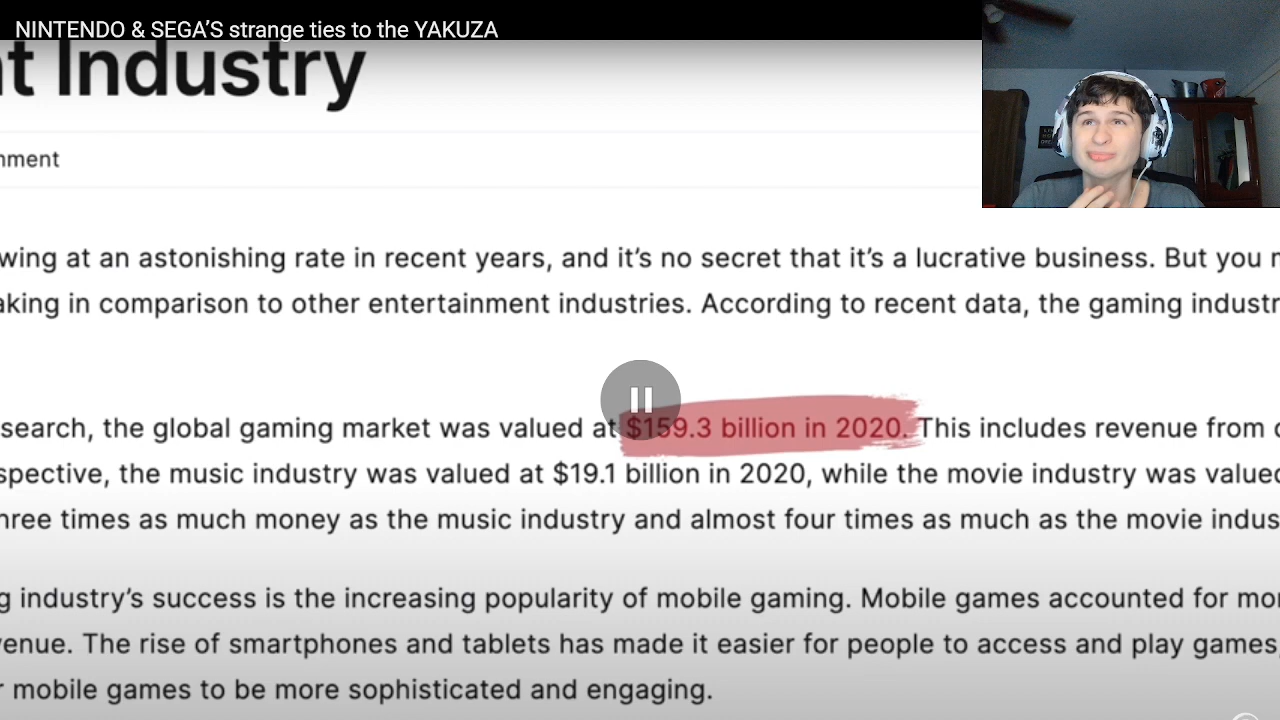 NINTENDO & SEGA’S strange ties to the YAKUZA
nt Industry
mment
wing at an astonishing rate in recent years, and it’s no secret that it’s a lucrative business. But you m
aking in comparison to other entertainment industries. According to recent data, the gaming industr
search, the global gaming market was valued at $159.3 billion in 2020. This includes revenue from c
spective, the music industry was valued at $19.1 billion in 2020, while the movie industry was valued
hree times as much money as the music industry and almost four times as much as the movie indus
g industry’s success is the increasing popularity of mobile gaming. Mobile games accounted for mor
venue. The rise of smartphones and tablets has made it easier for people to access and play games,
r mobile games to be more sophisticated and engaging.